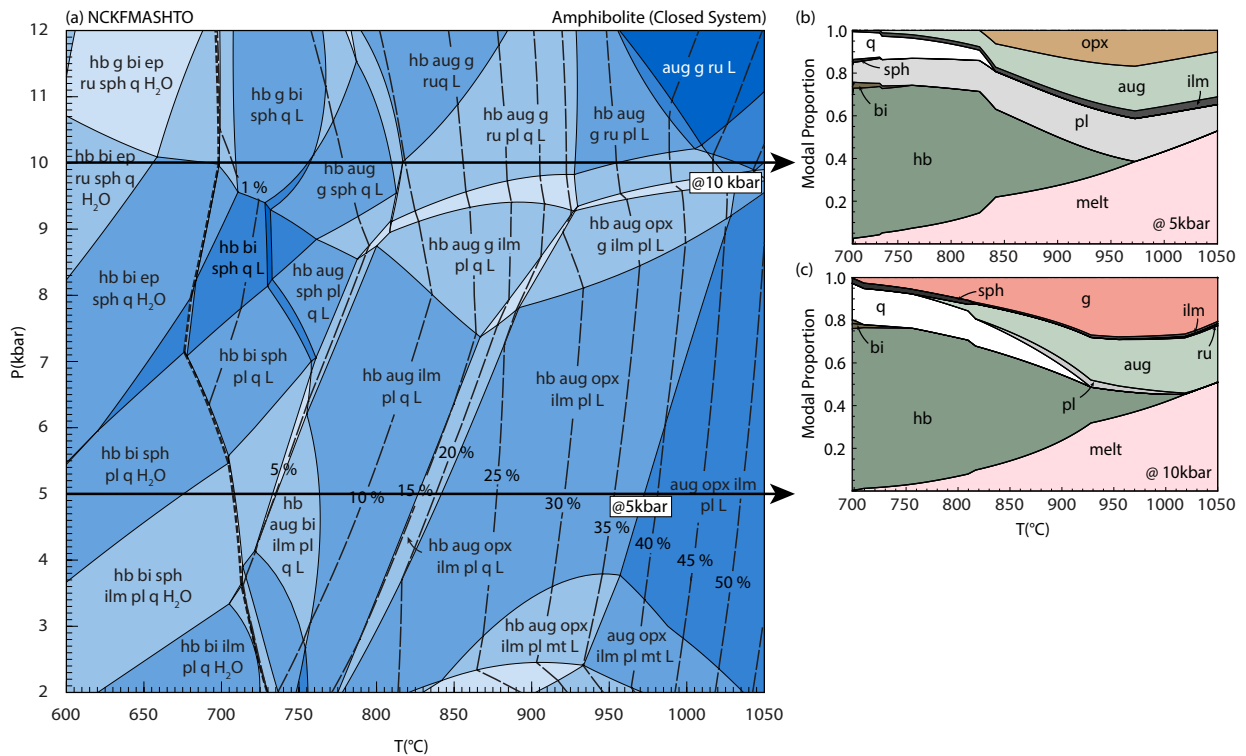 (a) NCKFMASHTO
Amphibolite (Closed System)
12
11
10
9
8
7
6
5
4
3
2
P(kbar)
600
650
700
750
800
850
900
950
1000
1050
T(°C)
hb g bi ep
ru sph q H₂O
hb g bi
sph q L
hb aug g
ruq L
aug g ru L
hb aug g
ru pl q L
hb aug
g ru pl L
hb bi ep
ru sph q
H₂O
1 %
hb aug
g sph q L
@10 kbar
hb bi
sph q L
hb aug g ilm
pl q L
hb aug opx
g ilm pl L
hb bi ep
sph q H₂O
hb aug
sph pl
q L
hb bi sph
pl q L
hb aug ilm
pl q L
hb aug opx
ilm pl L
hb bi sph
pl q H₂O
5 %
10 %
15 %
20 %
25 %
30 %
35 %
40 %
45 %
50 %
@5kbar
aug opx ilm
pl L
hb
aug bi
ilm pl
q L
hb aug opx
ilm pl q L
hb bi sph
ilm pl q H₂O
hb bi ilm
pl q H₂O
hb aug opx
ilm pl mt L
aug opx
ilm pl mt L
(b)
1.0
0.8
0.6
0.4
0.2
Modal Proportion
q
sph
bi
hb
opx
aug
ilm
pl
melt
@ 5kbar
700
750
800
850
900
950
1000
1050
(c)
1.0
0.8
0.6
0.4
0.2
Modal Proportion
sph
g
q
bi
ilm
ru
aug
pl
hb
melt
@ 10kbar
700
750
800
850
900
950
1000
1050
T(°C)